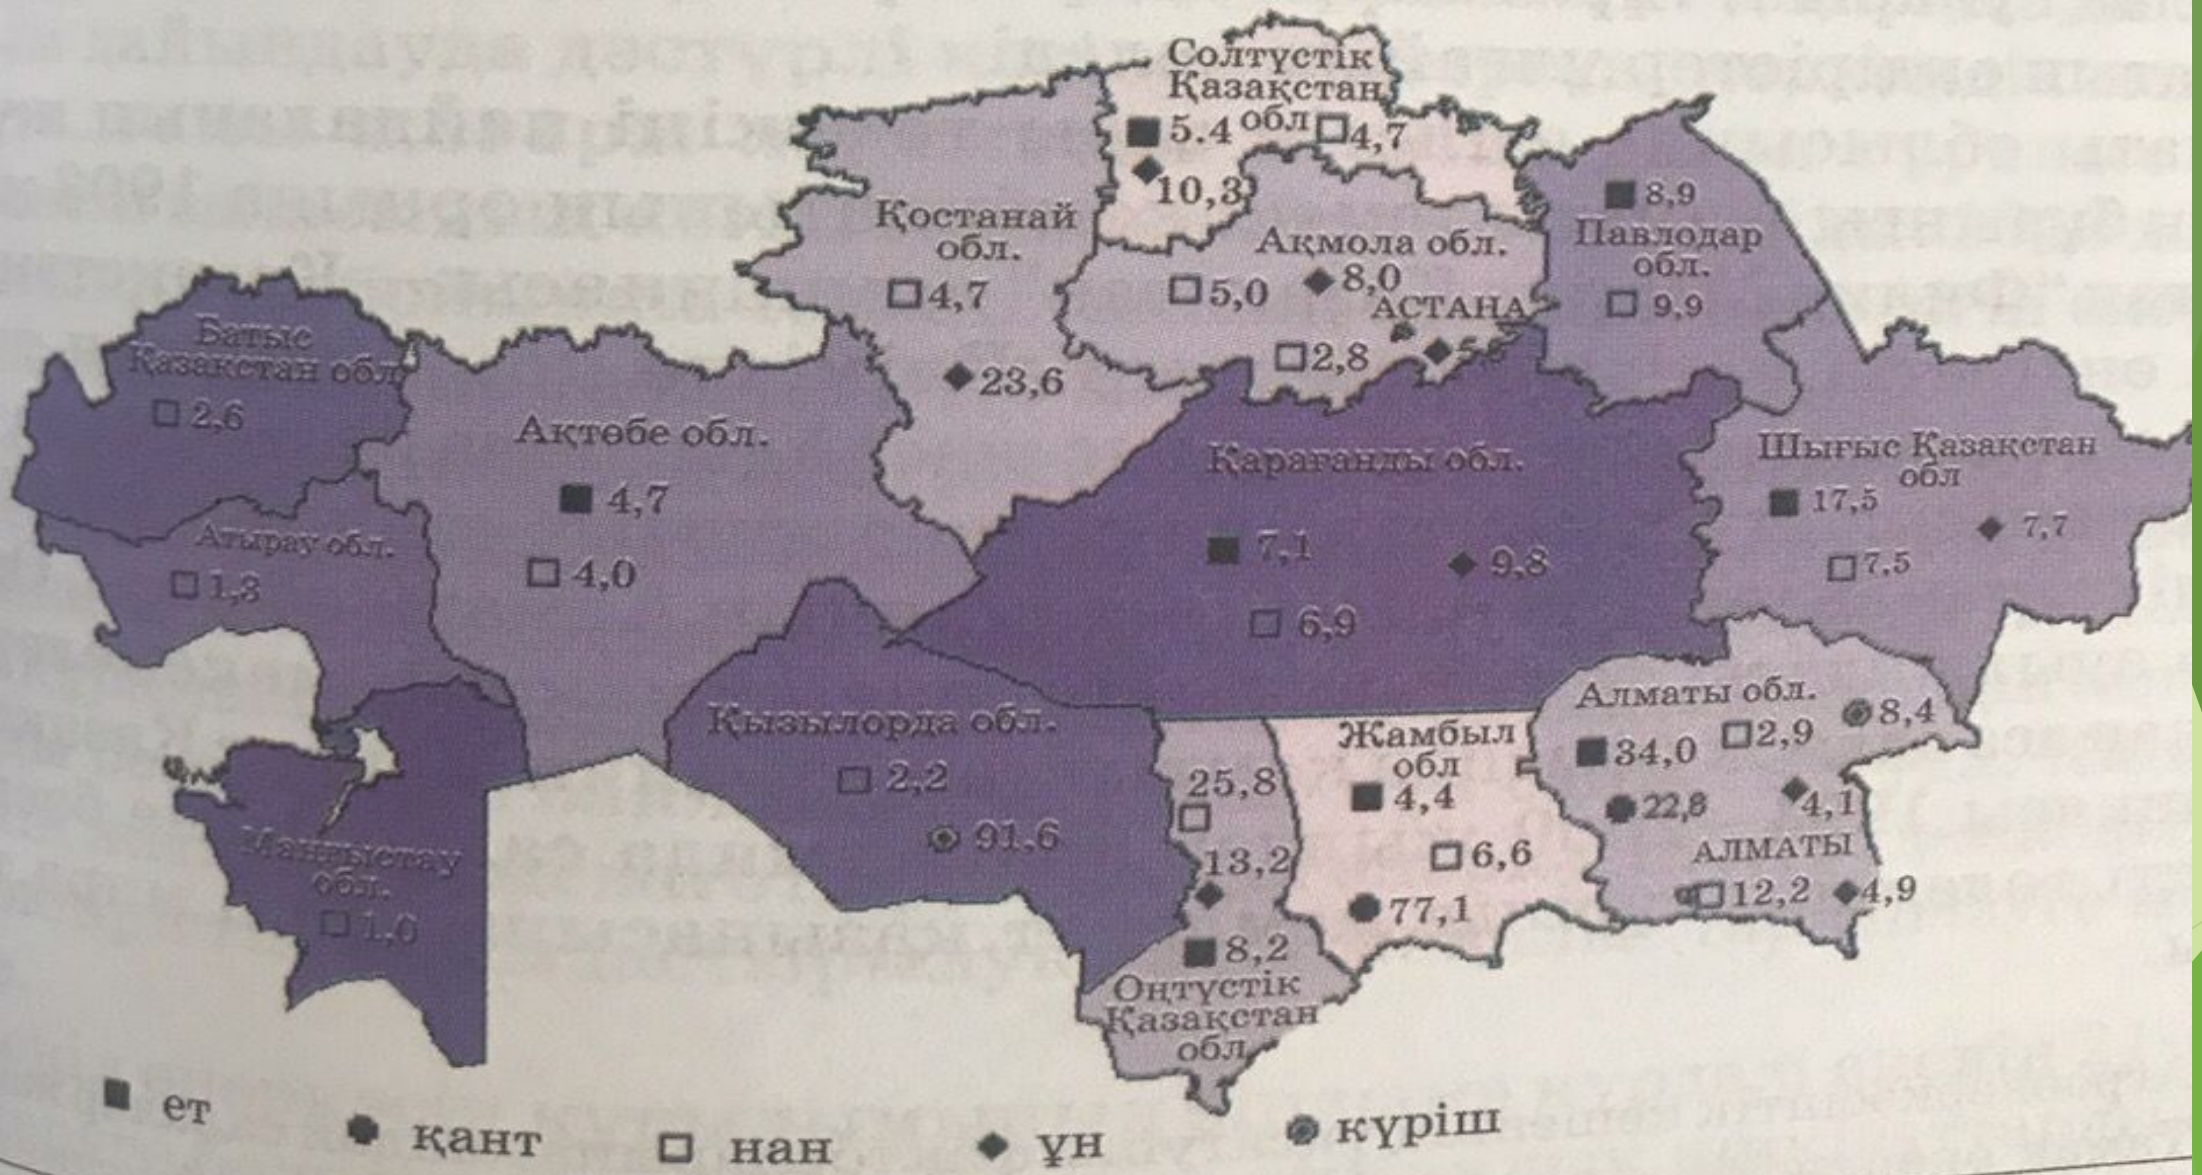 Солтүстік
Қазақстан
обл
■ 5.4 □ 4,7
◆ 10,3
Қостанай
обл.
□ 4,7
◆ 23,6
Ақмола обл.
□ 5,0 ◆ 8,0
АСТАНА
□ 2,8 ◆
■ 8,9
Павлодар
обл.
□ 9,9
Батыс
Қазақстан обл
□ 2,6
Ақтөбе обл.
■ 4,7
□ 4,0
Атырау обл.
□ 1,3
Қарағанды обл.
■ 7,1 ◆ 9,8
□ 6,9
Шығыс Қазақстан
обл
■ 17,5 ◆ 7,7
□ 7,5
Маңғыстау
обл.
□ 1,0
Қызылорда обл.
□ 2,2
91,6
25,8
□
13,2
◆
■ 8,2
Оңтүстік
Қазақстан
обл
Жамбыл
обл
■ 4,4
□ 6,6
● 77,1
Алматы обл.
□ 2,9 8,4
■ 34,0
● 22,8 ◆ 4,1
АЛМАТЫ
□ 12,2 ◆ 4,9
■ ет ● қант □ нан ◆ ұн күріш